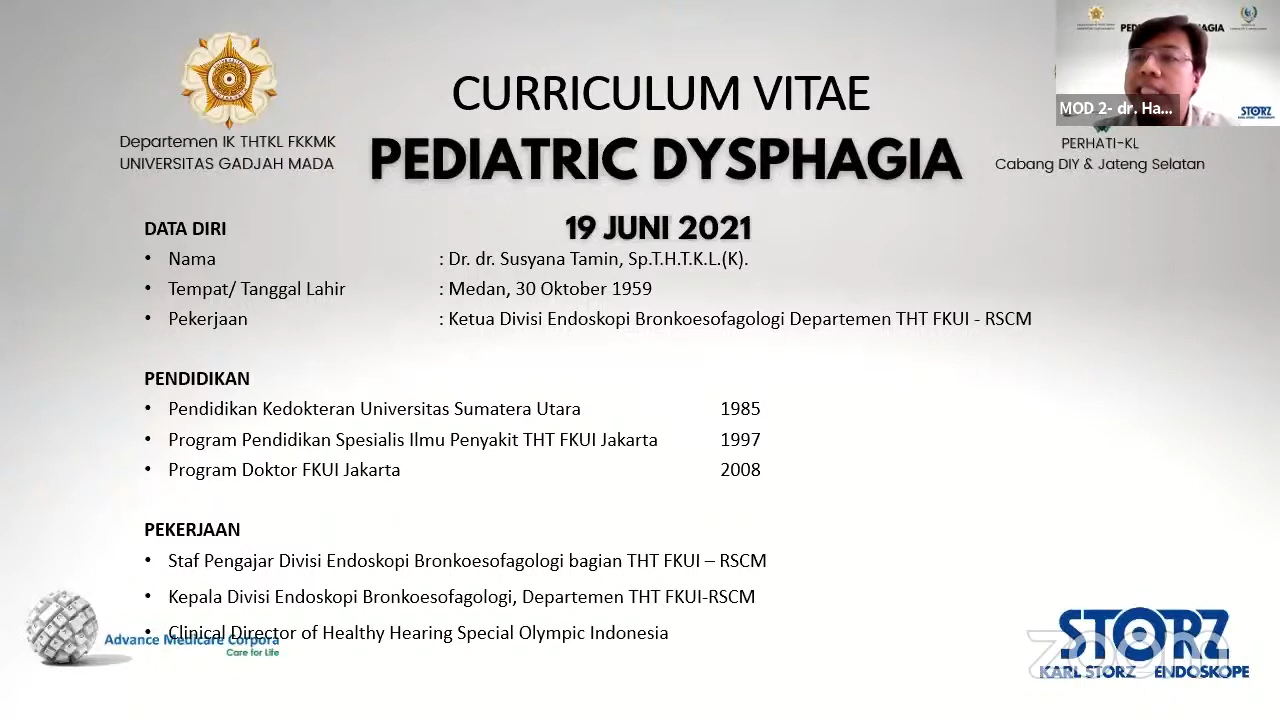 CURRICULUM VITAE
PEDIATRIC DYSPHAGIA
19 JUNI 2021
Departemen IK THTKL FKKMK
UNIVERSITAS GADJAH MADA
MOD 2- dr. Ha...
STORZ
PERHATI-KL
Cabang DIY & Jateng Selatan
DATA DIRI
• Nama : Dr. dr. Susyana Tamin, Sp.T.H.T.K.L.(K).
• Tempat/ Tanggal Lahir : Medan, 30 Oktober 1959
• Pekerjaan : Ketua Divisi Endoskopi Bronkoesofagologi Departemen THT FKUI - RSCM
PENDIDIKAN
• Pendidikan Kedokteran Universitas Sumatera Utara 1985
• Program Pendidikan Spesialis Ilmu Penyakit THT FKUI Jakarta 1997
• Program Doktor FKUI Jakarta 2008
PEKERJAAN
• Staf Pengajar Divisi Endoskopi Bronkoesofagologi bagian THT FKUI – RSCM
• Kepala Divisi Endoskopi Bronkoesofagologi, Departemen THT FKUI-RSCM
• Clinical Director of Healthy Hearing Special Olympic Indonesia
Advance Medicare Corpora
Care for Life
STORZ
KARL STORZ ENDOSKOPE
zoom